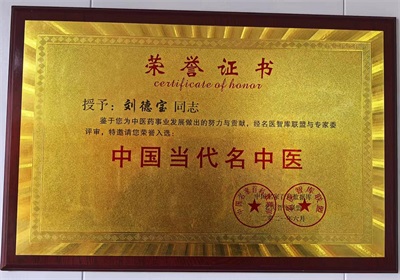 荣誉证书
certificate of honor
授予：刘德宝 同志
鉴于您为中医药事业发展做出的努力与贡献，经名医智库联盟与专家委
评审，特邀请您荣誉入选：
中国当代名中医